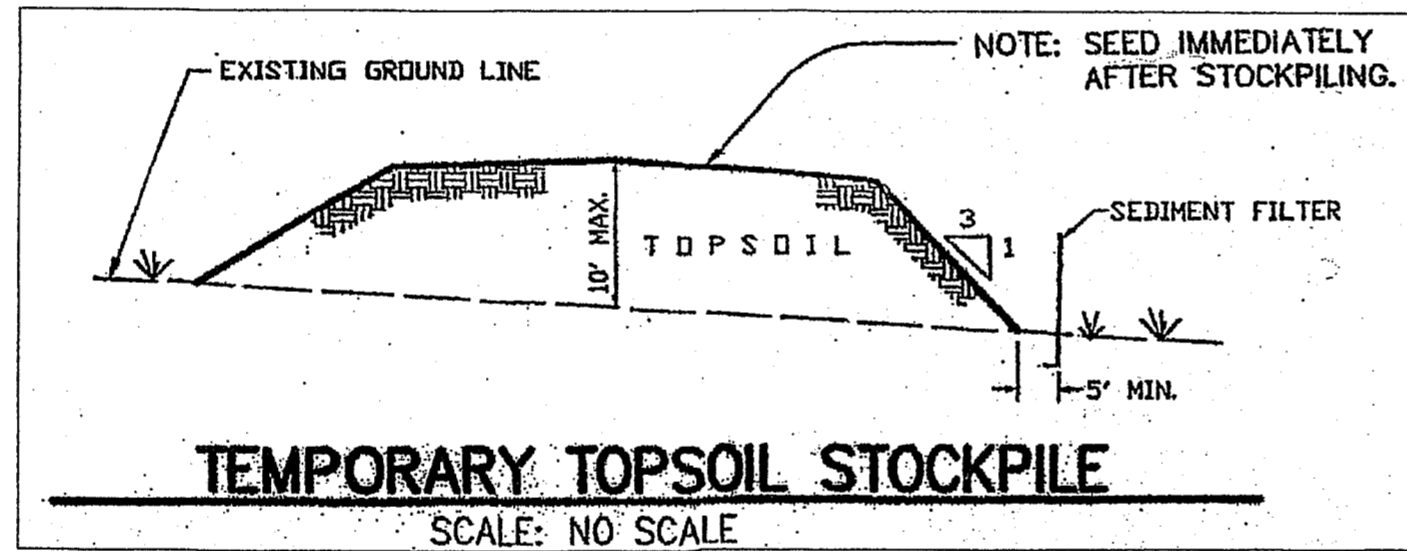 EXISTING GROUND LINE
NOTE: SEED IMMEDIATELY
AFTER STOCKPILING.
10' MAX.
TOPSOIL
3
1
SEDIMENT FILTER
5' MIN.
TEMPORARY TOPSOIL STOCKPILE
SCALE: NO SCALE